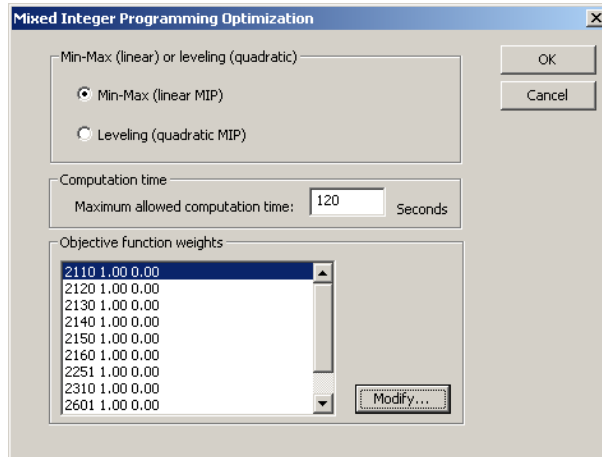 Mixed Integer Programming Optimization
Min-Max (linear) or leveling (quadratic)
Min-Max (linear MIP)
Leveling (quadratic MIP)
OK
Cancel
Computation time
Maximum allowed computation time: 120 Seconds
Objective function weights
2110 1.00 0.00
2120 1.00 0.00
2130 1.00 0.00
2140 1.00 0.00
2150 1.00 0.00
2160 1.00 0.00
2251 1.00 0.00
2310 1.00 0.00
2601 1.00 0.00
Modify...